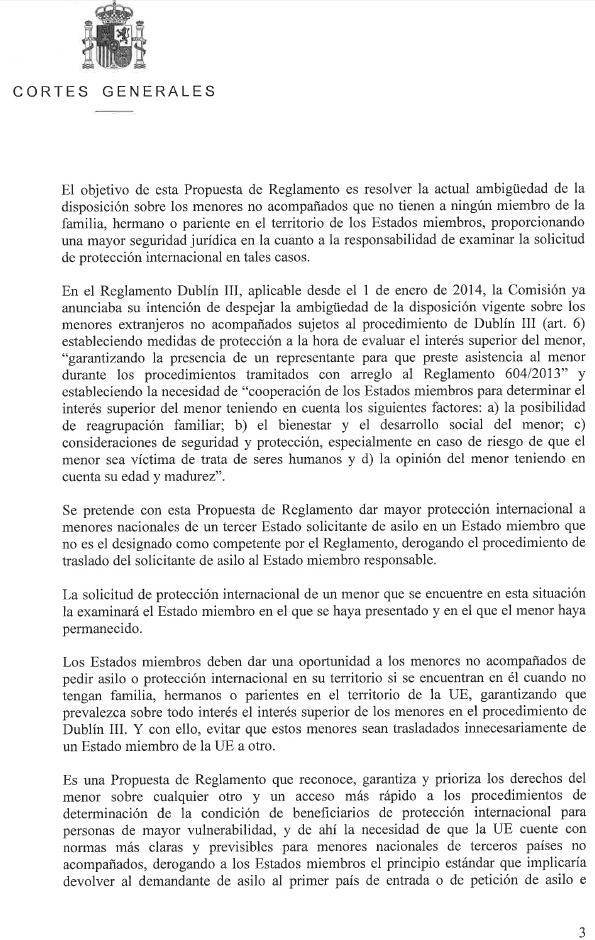 CORTES GENERALES
El objetivo de esta Propuesta de Reglamento es resolver la actual ambigüedad de la
disposición sobre los menores no acompañados que no tienen a ningún miembro de la
familia, hermano o pariente en el territorio de los Estados miembros, proporcionando
una mayor seguridad jurídica en la cuanto a la responsabilidad de examinar la solicitud
de protección internacional en tales casos.
En el Reglamento Dublín III, aplicable desde el 1 de enero de 2014, la Comisión ya
anunciaba su intención de despejar la ambigüedad de la disposición vigente sobre los
menores extranjeros no acompañados sujetos al procedimiento de Dublín III (art. 6)
estableciendo medidas de protección a la hora de evaluar el interés superior del menor,
“garantizando la presencia de un representante para que preste asistencia al menor
durante los procedimientos tramitados con arreglo al Reglamento 604/2013” y
estableciendo la necesidad de “cooperación de los Estados miembros para determinar el
interés superior del menor teniendo en cuenta los siguientes factores: a) la posibilidad
de reagrupación familiar; b) el bienestar y el desarrollo social del menor; c)
consideraciones de seguridad y protección, especialmente en caso de riesgo de que el
menor sea víctima de trata de seres humanos y d) la opinión del menor teniendo en
cuenta su edad y madurez”.
Se pretende con esta Propuesta de Reglamento dar mayor protección internacional a
menores nacionales de un tercer Estado solicitante de asilo en un Estado miembro que
no es el designado como competente por el Reglamento, derogando el procedimiento de
traslado del solicitante de asilo al Estado miembro responsable.
La solicitud de protección internacional de un menor que se encuentre en esta situación
la examinará el Estado miembro en el que se haya presentado y en el que el menor haya
permanecido.
Los Estados miembros deben dar una oportunidad a los menores no acompañados de
pedir asilo o protección internacional en su territorio si se encuentran en él cuando no
tengan familia, hermanos o parientes en el territorio de la UE, garantizando que
prevalezca sobre todo interés el interés superior de los menores en el procedimiento de
Dublín III. Y con ello, evitar que estos menores sean trasladados innecesariamente de
un Estado miembro de la UE a otro.
Es una Propuesta de Reglamento que reconoce, garantiza y prioriza los derechos del
menor sobre cualquier otro y un acceso más rápido a los procedimientos de
determinación de la condición de beneficiarios de protección internacional para
personas de mayor vulnerabilidad, y de ahí la necesidad de que la UE cuente con
normas más claras y previsibles para menores nacionales de terceros países no
acompañados, derogando a los Estados miembros el principio estándar que implicaría
devolver al demandante de asilo al primer país de entrada o de petición de asilo e
3